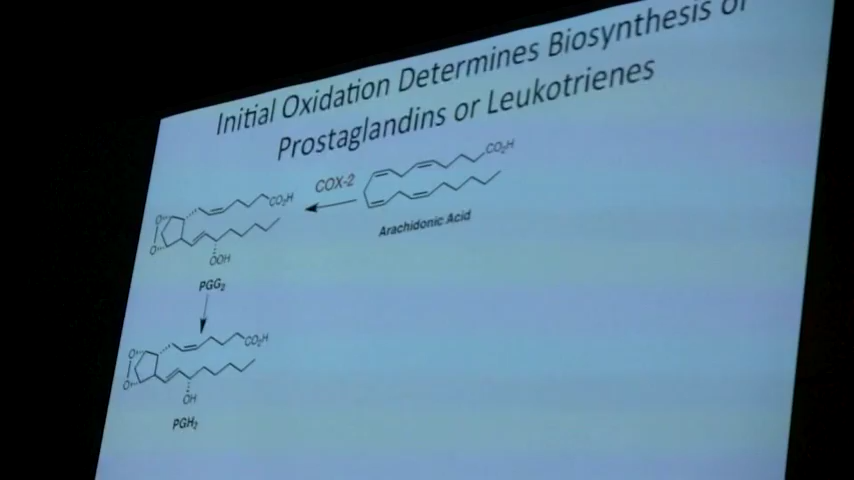 Initial Oxidation Determines Biosynthesis of
Prostaglandins or Leukotrienes
COX-2
CO₂H
Arachidonic Acid
O
O
CO₂H
OOH
PGG₂
O
O
CO₂H
OH
PGH₂